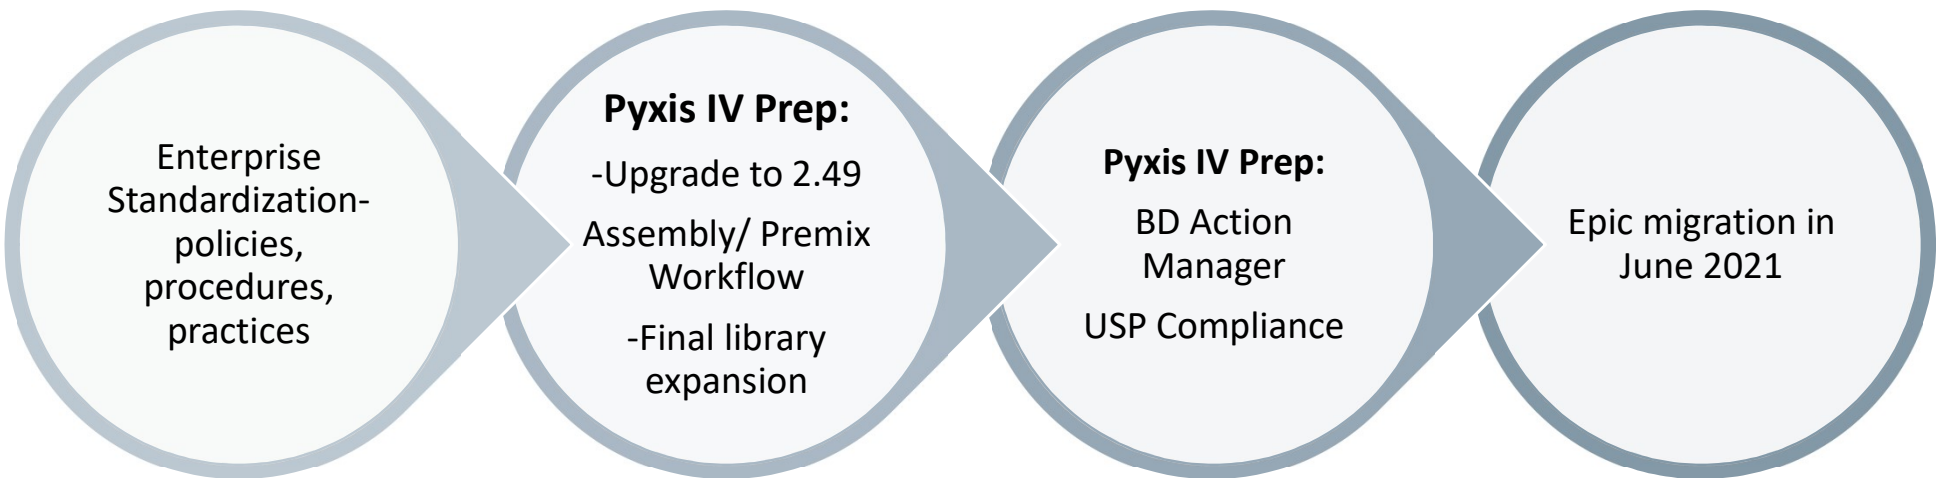 Enterprise
Standardization-
policies,
procedures,
practices
Pyxis IV Prep:
-Upgrade to 2.49
Assembly/ Premix
Workflow
-Final library
expansion
Pyxis IV Prep:
BD Action
Manager
USP Compliance
Epic migration in
June 2021